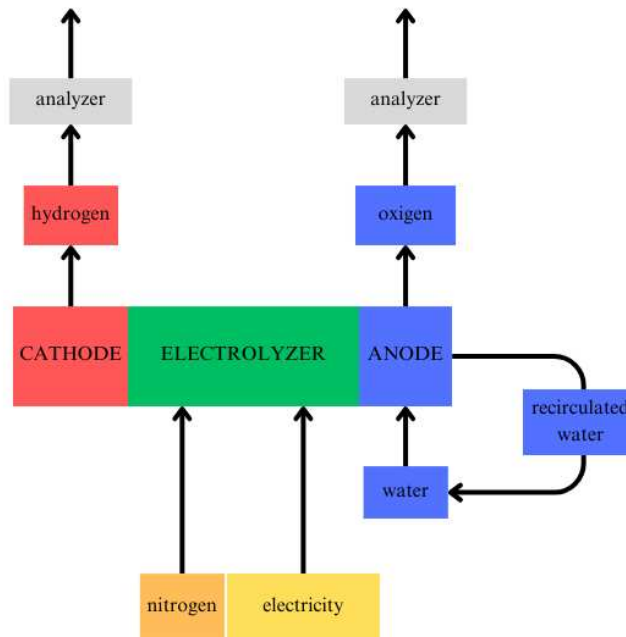 analyzer
analyzer
hydrogen
oxigen
CATHODE
ELECTROLYZER
ANODE
recirculated
water
water
nitrogen
electricity